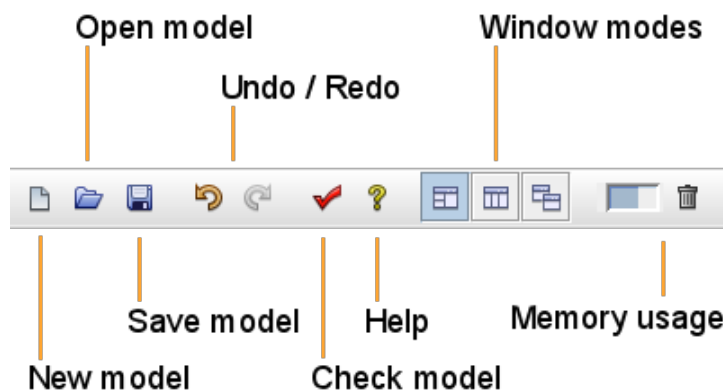 Open model
Window modes
Undo / Redo
Save model
Help
Memory usage
New model
Check model